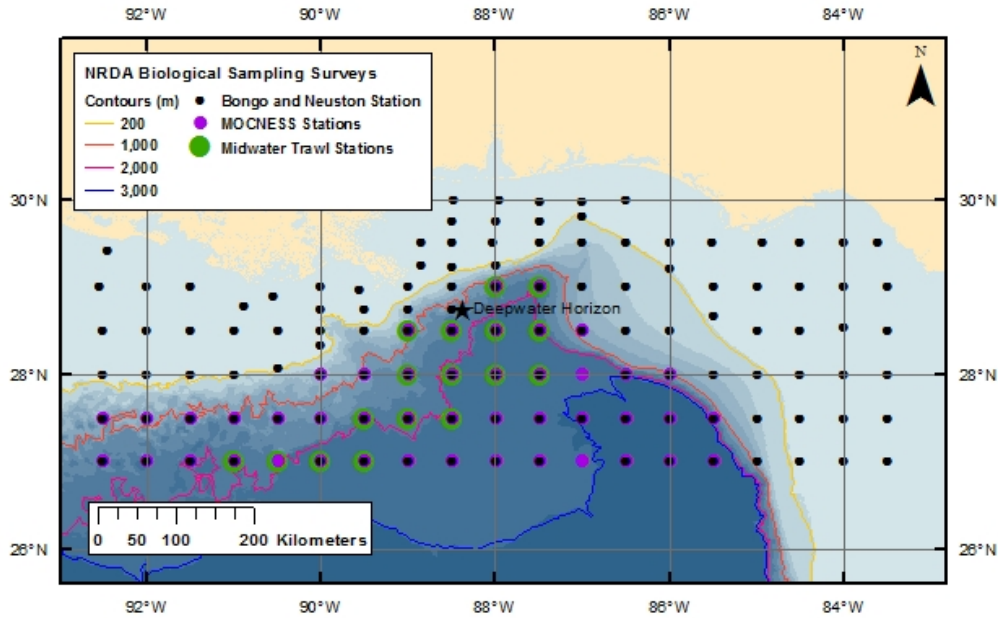 92°W 90°W 88°W 86°W 84°W
N
NRDA Biological Sampling Surveys
Contours (m)
200
1,000
2,000
3,000
Bongo and Neuston Station
MOCNESS Stations
Midwater Trawl Stations
30°N 30°N
Deepwater Horizon
28°N 28°N
0 50 100 200 Kilometers
26°N 26°N
92°W 90°W 88°W 86°W 84°W